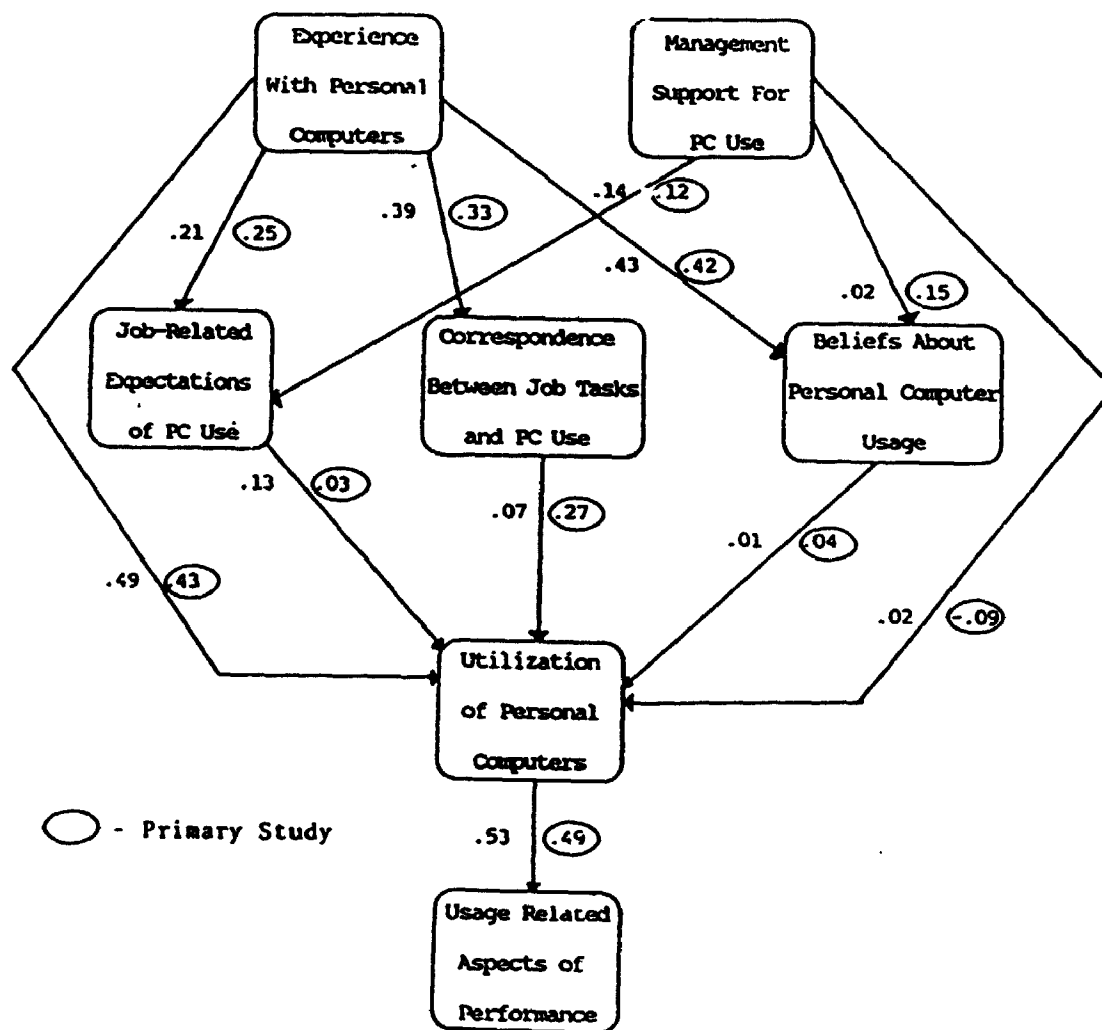 Experience
With Personal
Computers
Management
Support For
PC Use
.21 .25
.39 .33
.14 .12
.43 .42
.02 .15
Job-Related
Expectations
of PC Use
Correspondence
Between Job Tasks
and PC Use
Beliefs About
Personal Computer
Usage
.13 .03
.07 .27
.01 .04
.49 .43
.02 -.09
Utilization
of Personal
Computers
- Primary Study
.53 .49
Usage Related
Aspects of
Performance